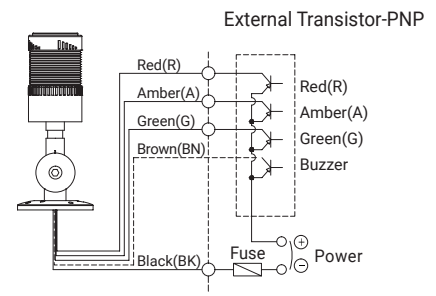 External Transistor-PNP
Red(R)
Red(R)
Amber(A)
Amber(A)
Green(G)
Green(G)
Brown(BN)
Buzzer
Black(BK)
Fuse
+
Power
−